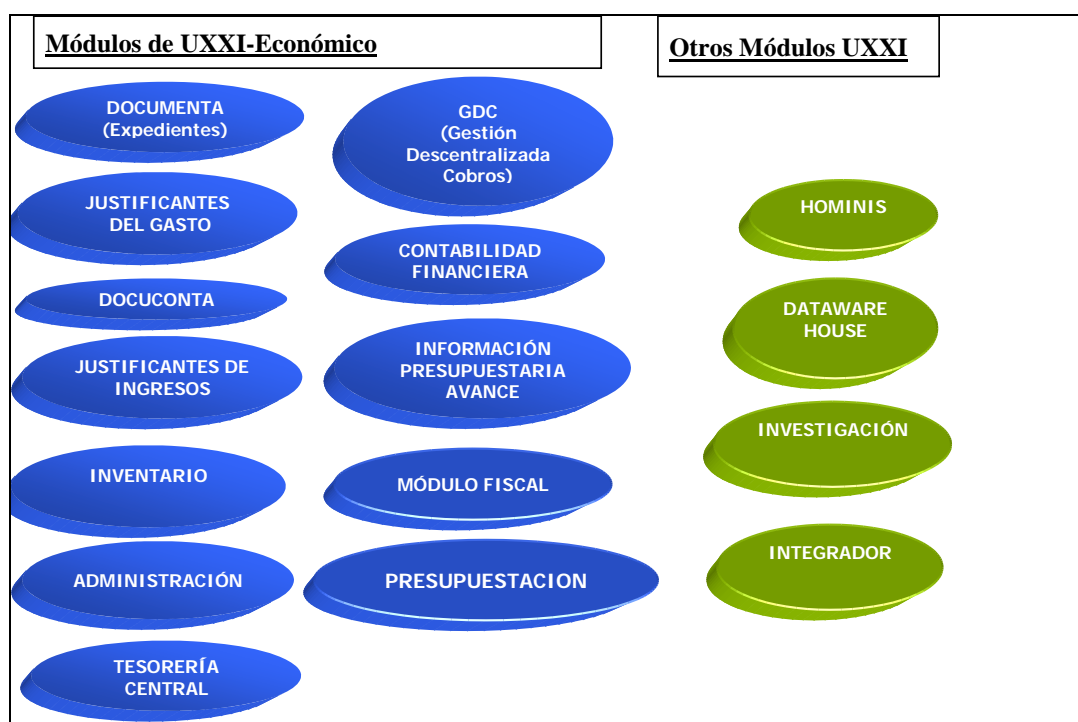 Módulos de UXXI-Económico
Otros Módulos UXXI
DOCUMENTA
(Expedientes)
JUSTIFICANTES
DEL GASTO
DOCUCONTA
JUSTIFICANTES DE
INGRESOS
INVENTARIO
ADMINISTRACIÓN
TESORERÍA
CENTRAL
GDC
(Gestión
Descentralizada
Cobros)
CONTABILIDAD
FINANCIERA
INFORMACIÓN
PRESUPUESTARIA
AVANCE
MÓDULO FISCAL
PRESUPUESTACION
HOMINIS
DATAWARE
HOUSE
INVESTIGACIÓN
INTEGRADOR